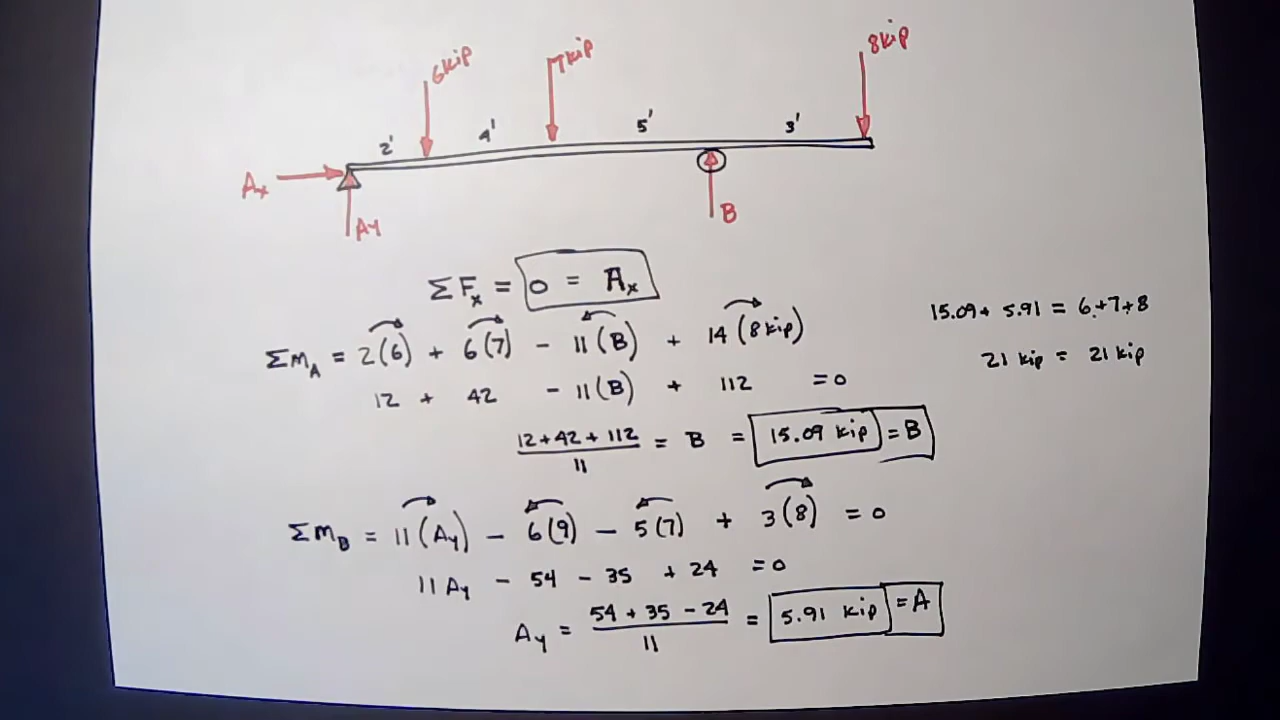 6kip 7kip 8kip
2' 4' 5' 3'
Ax
Ay B
ΣFx = 0 = Ax
ΣMA = 2(6) + 6(7) - 11(B) + 14(8kip)
12 + 42 - 11(B) + 112 = 0
12+42+112/11 = B = 15.09 kip = B
15.09 + 5.91 = 6+7+8
21 kip = 21 kip
ΣMB = 11(Ay) - 6(9) - 5(7) + 3(8) = 0
11Ay - 54 - 35 + 24 = 0
Ay = 54 + 35 - 24/11 = 5.91 kip = A